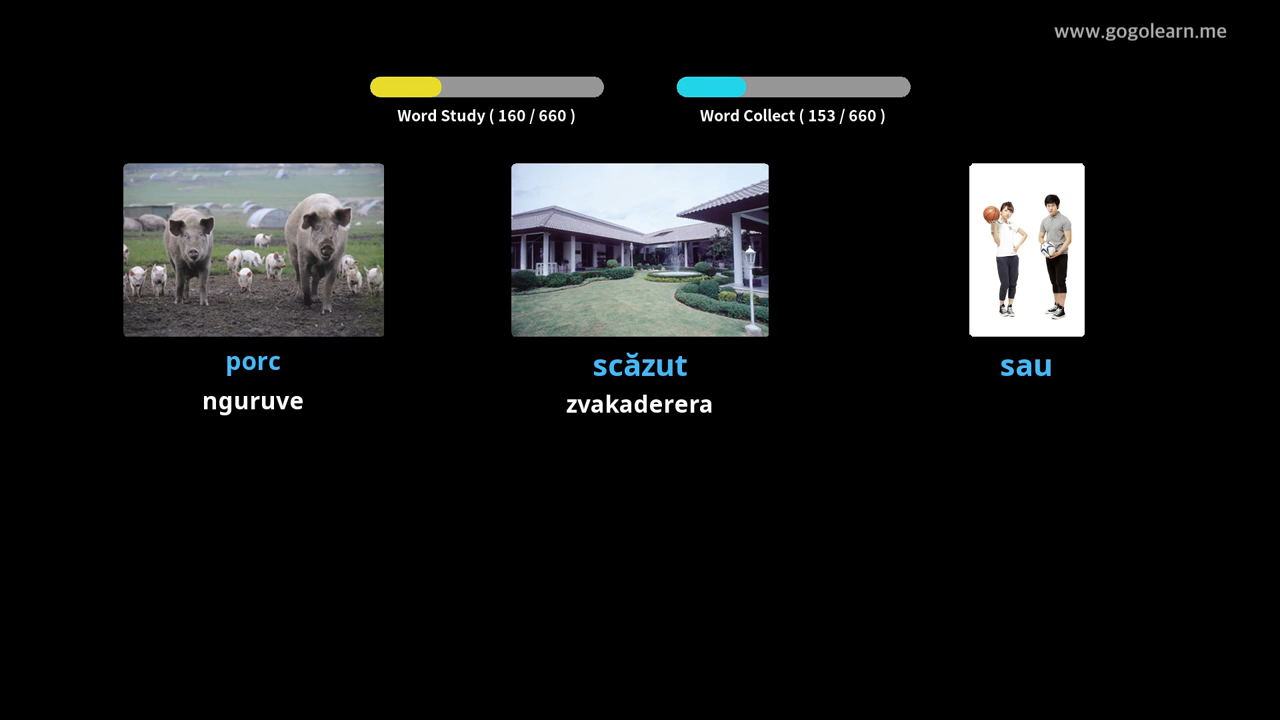 www.gogolearn.me
Word Study ( 160 / 660 )
Word Collect ( 153 / 660 )
porc
nguruve
scăzut
zvakaderera
sau